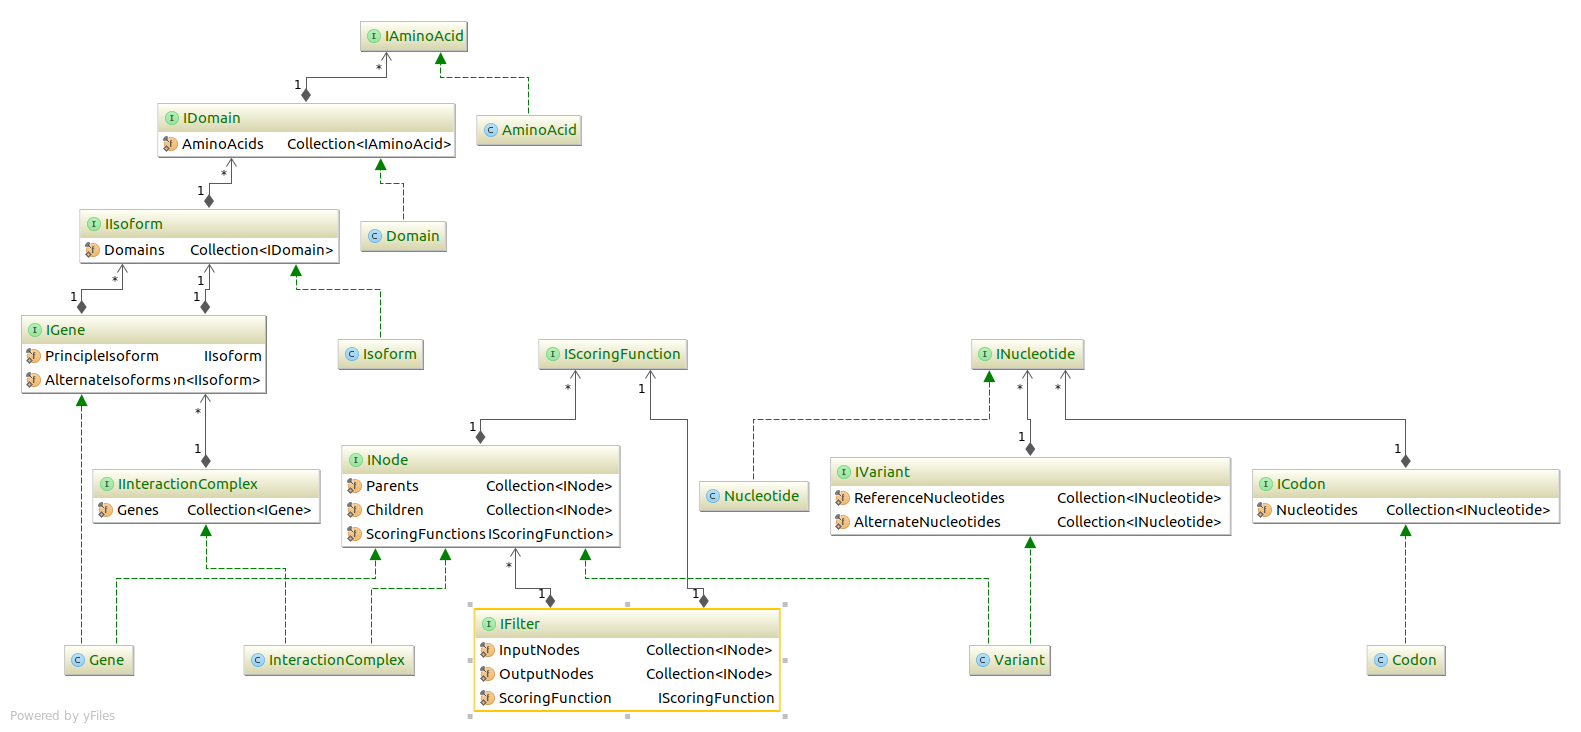 IAminoAcid
*
1
AminoAcid
IDomain
AminoAcids Collection<IAminoAcid>
*
1
Domain
IIsoform
Domains Collection<IDomain>
*
1
1
1
Isoform
IGene
PrincipleIsoform IIsoform
AlternateIsoforms n<IIsoform>
*
1
IScoringFunction
*
1
1
INucleotide
*
*
1
1
IInteractionComplex
Genes Collection<IGene>
INode
Parents Collection<INode>
Children Collection<INode>
ScoringFunctions IScoringFunction>
*
1
1
Nucleotide
IVariant
ReferenceNucleotides Collection<INucleotide>
AlternateNucleotides Collection<INucleotide>
ICodon
Nucleotides Collection<INucleotide>
Gene
InteractionComplex
IFilter
InputNodes Collection<INode>
OutputNodes Collection<INode>
ScoringFunction IScoringFunction
Variant
Codon
Powered by yFiles